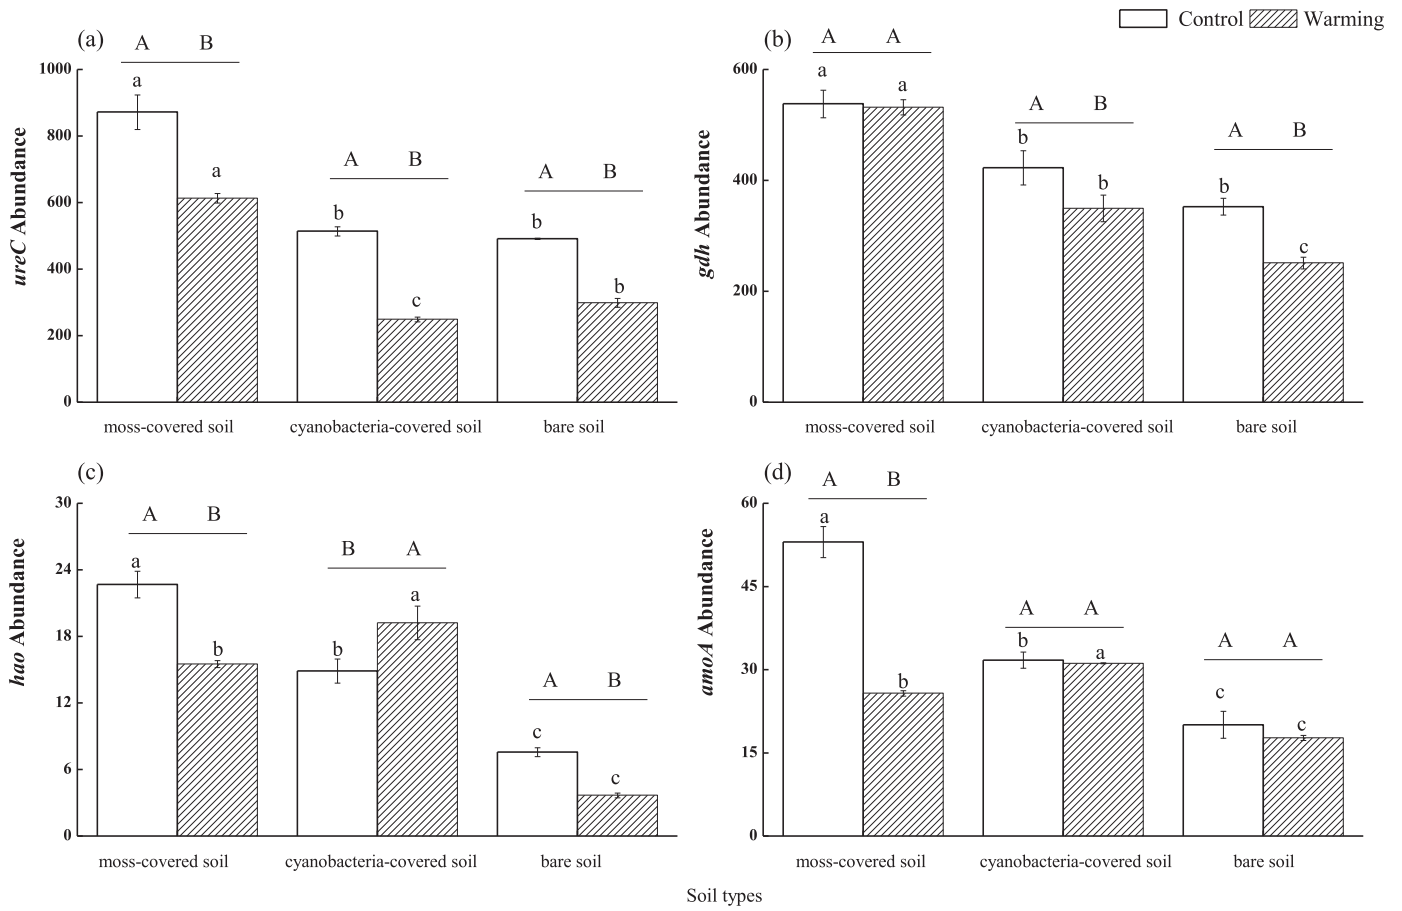 Control Warming
(a)
A B
1000
800
600
400
200
0
ureC Abundance
a
a
A B
b
c
A B
b
b
moss-covered soil cyanobacteria-covered soil bare soil
(b)
A A
600
400
200
0
gdh Abundance
a
a
A B
b
b
A B
b
c
moss-covered soil cyanobacteria-covered soil bare soil
(c)
30
24
18
12
6
0
hao Abundance
A B
a
b
B A
b
a
A B
c
c
moss-covered soil cyanobacteria-covered soil bare soil
(d)
A B
60
45
30
15
0
amoA Abundance
a
b
A A
b
a
A A
c
c
moss-covered soil cyanobacteria-covered soil bare soil
Soil types